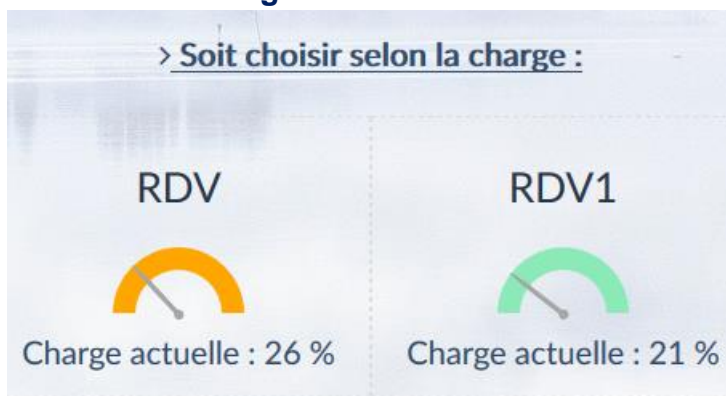 > Soit choisir selon la charge :
RDV
RDV1
Charge actuelle : 26 %
Charge actuelle : 21 %